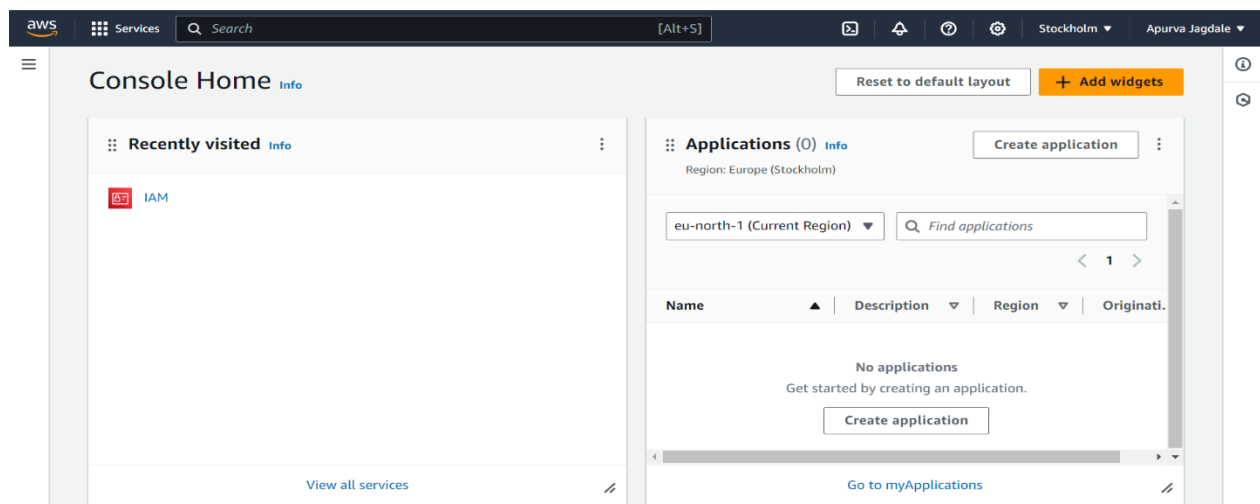 aws Services Search [Alt+S] Stockholm Apurva Jagdale
Console Home Info
Reset to default layout
+ Add widgets
Recently visited Info
IAM
View all services
Applications (0) Info
Create application
Region: Europe (Stockholm)
eu-north-1 (Current Region)
Find applications
1
Name Description Region Originati.
No applications
Get started by creating an application.
Create application
Go to myApplications